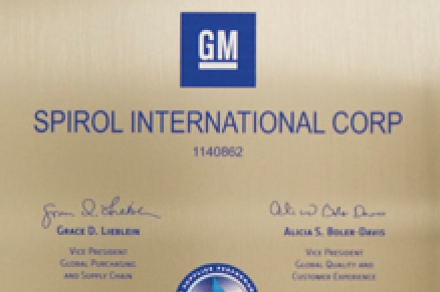 GM
SPIROL INTERNATIONAL CORP
1140862
GRACE D. LIEBLEIN
VICE PRESIDENT
GLOBAL PURCHASING
AND SUPPLY CHAIN
ALICIA S. BOLER-DAVIS
VICE PRESIDENT
GLOBAL QUALITY AND
CUSTOMER EXPERIENCE
SUPPLIER